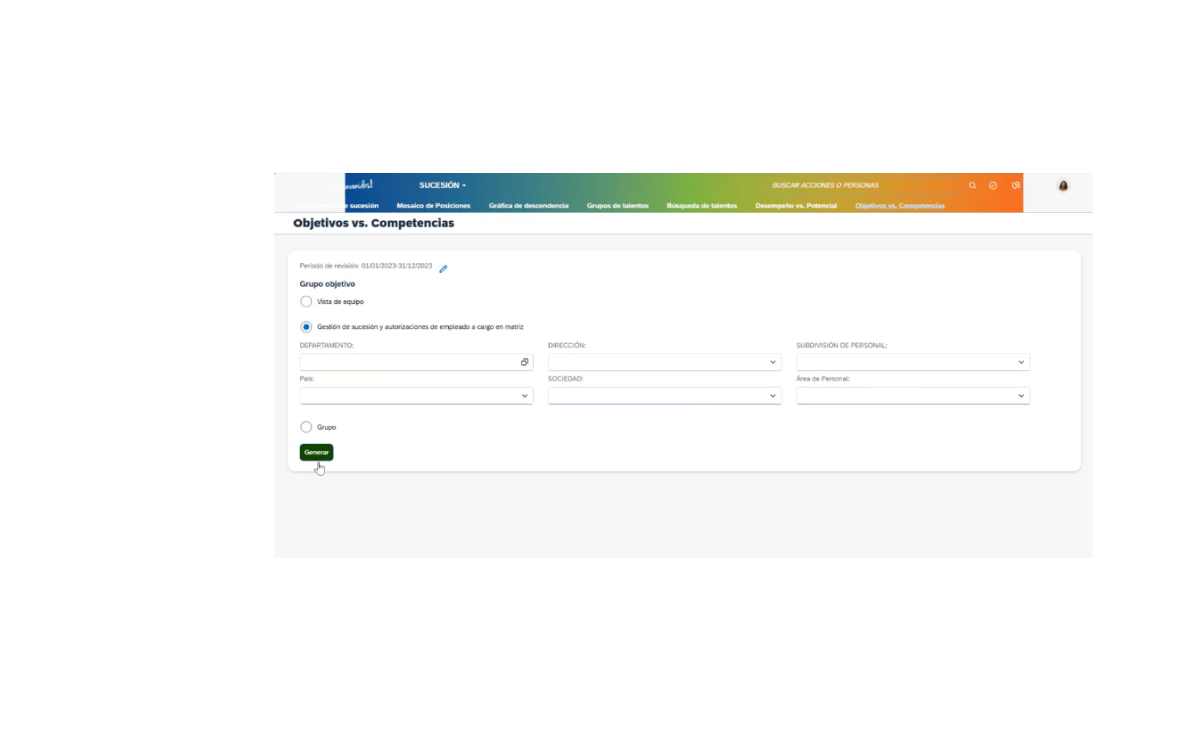 SUCESIÓN
BUSCAR ACCIONES O PERSONAS
sucesión Mosaico de Posiciones Gráfica de descendencia Grupos de talentos Búsqueda de talentos Desempeño vs. Potencial Objetivos vs. Competencias
Objetivos vs. Competencias
Periodo de revisión: 01/01/2023-31/12/2023
Grupo objetivo
Vista de equipo
Gestión de sucesión y autorizaciones de empleado a cargo en matriz
DEPARTAMENTO: DIRECCIÓN: SUBDIVISIÓN DE PERSONAL:
País: SOCIEDAD: Área de Personal:
Grupo
Generar